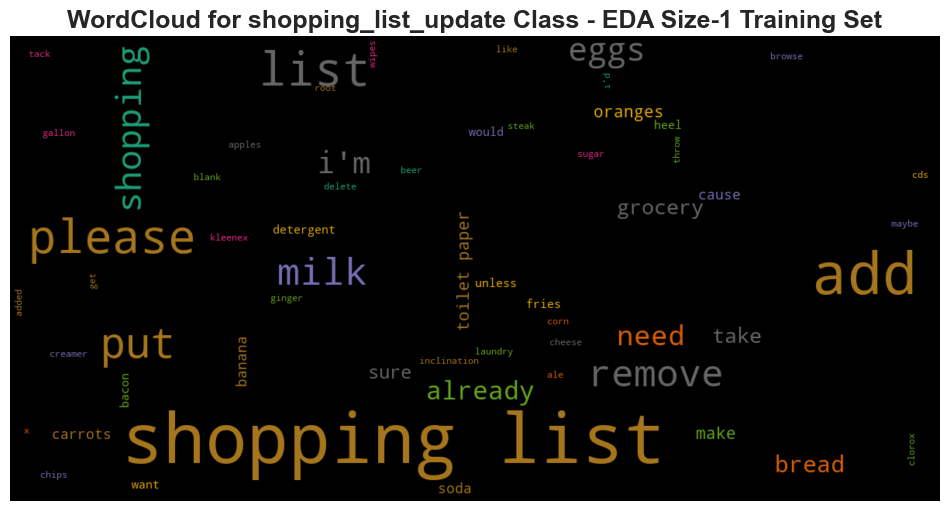 WordCloud for shopping_list_update Class - EDA Size-1 Training Set
tack
shopping
list
wipes
root
like
eggs
i'd
browse
gallon
apples
would
steak
oranges
heel
throw
i'm
blank
delete
beer
sugar
cds
grocery
cause
maybe
please
kleenex
detergent
toilet paper
milk
ginger
get
added
unless
fries
add
corn
put
creamer
banana
laundry
cheese
need
take
inclination
ale
sure
remove
bacon
already
x
carrots
shopping list
make
bread
clorox
chips
want
soda